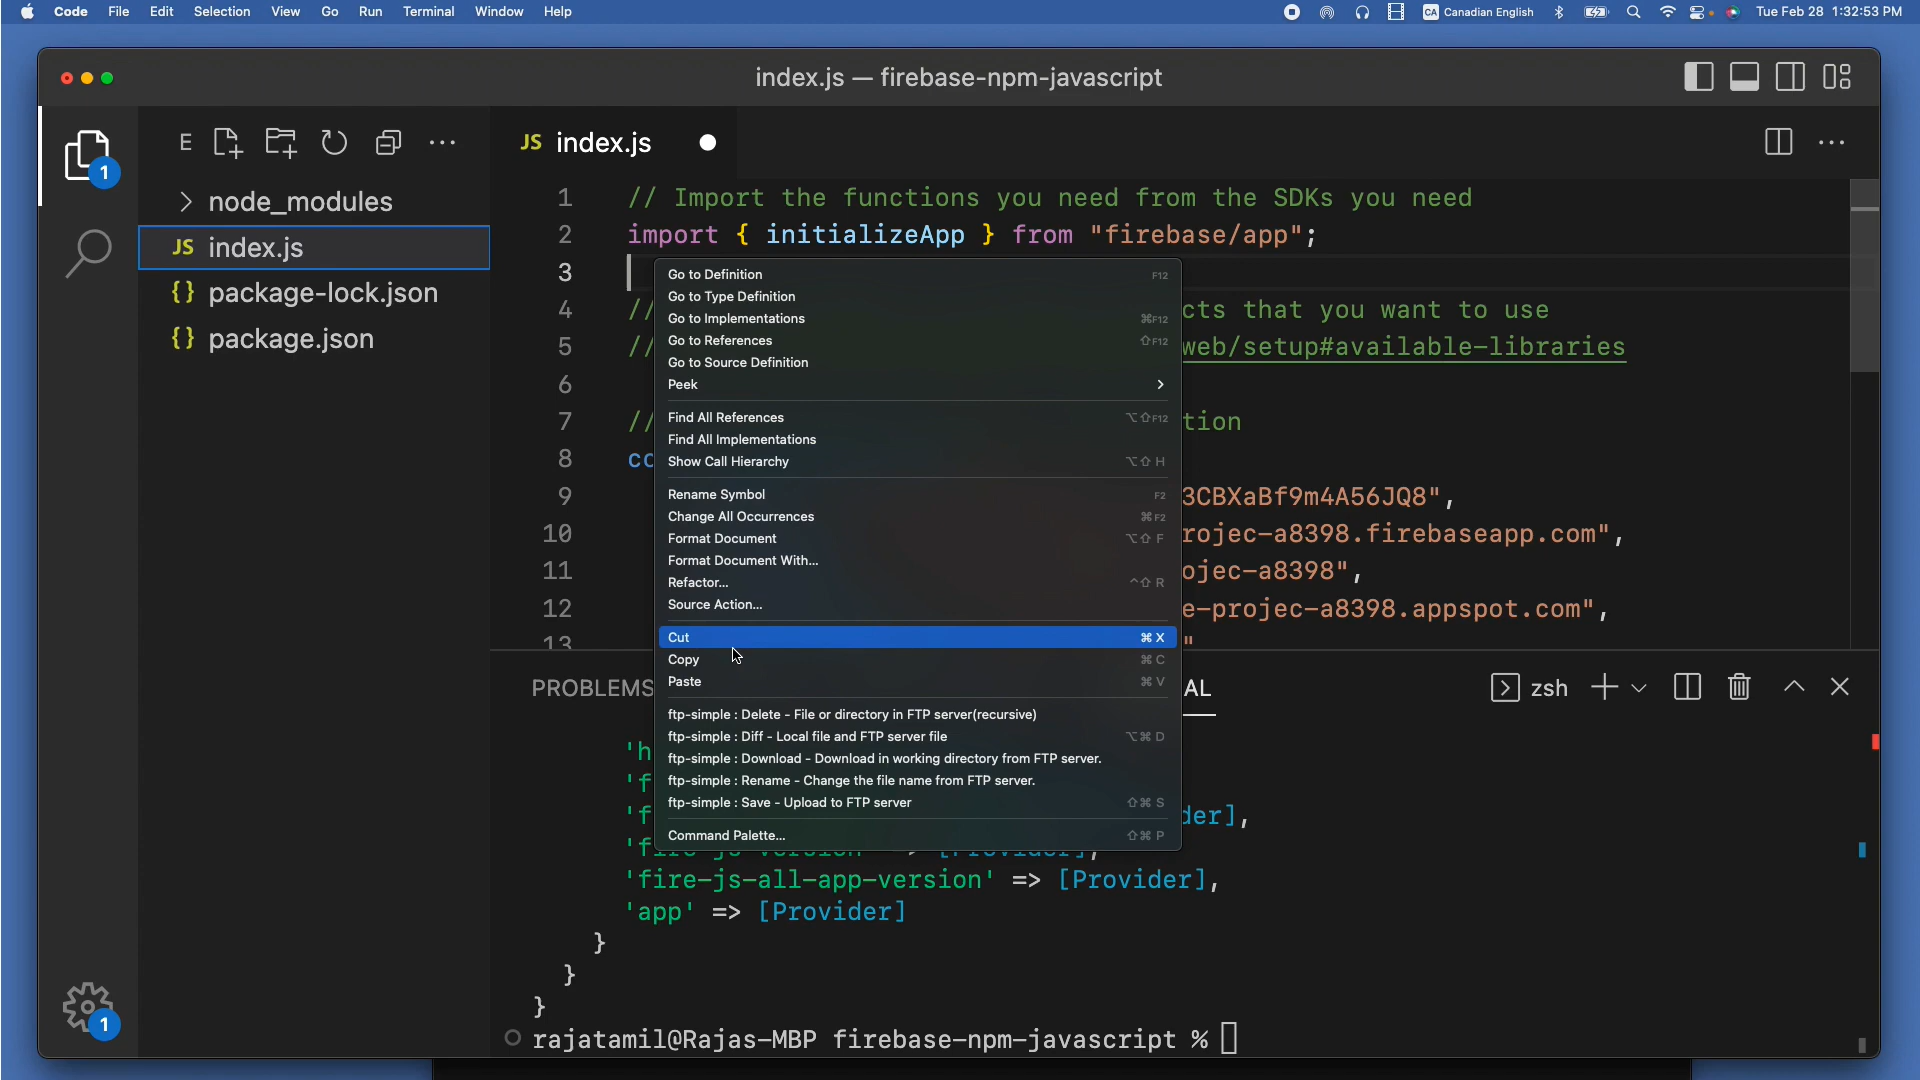 Code File Edit Selection View Go Run Terminal Window Help CA Canadian English Tue Feb 28 1:32:53 PM
index.js — firebase-npm-javascript
1
E
JS index.js
node_modules
JS index.js
{} package-lock.json
{} package.json
1
1 // Import the functions you need from the SDKs you need
2 import { initializeApp } from "firebase/app";
3
4 // cts that you want to use
5 // web/setup#available-libraries
6
7 // tion
8 co
9 3CBXaBf9m4A56JQ8",
10 rojec-a8398.firebaseapp.com",
11 ojec-a8398",
12 e-projec-a8398.appspot.com",
13 "
Go to Definition F12
Go to Type Definition
Go to Implementations ⌘F12
Go to References ⇧F12
Go to Source Definition
Peek
Find All References ⌥⇧F12
Find All Implementations
Show Call Hierarchy ⌥⇧H
Rename Symbol F2
Change All Occurrences ⌘F2
Format Document ⌥⇧F
Format Document With...
Refactor... ^⇧R
Source Action...
Cut ⌘X
Copy ⌘C
Paste ⌘V
ftp-simple : Delete - File or directory in FTP server(recursive)
ftp-simple : Diff - Local file and FTP server file ⌥⌘D
ftp-simple : Download - Download in working directory from FTP server.
ftp-simple : Rename - Change the file name from FTP server.
ftp-simple : Save - Upload to FTP server ⇧⌘S
Command Palette... ⇧⌘P
PROBLEMS AL zsh
'h
'f
'f der],
'fire-js-version' => [Provider],
'fire-js-all-app-version' => [Provider],
'app' => [Provider]
}
}
}
rajatamil@Rajas-MBP firebase-npm-javascript %